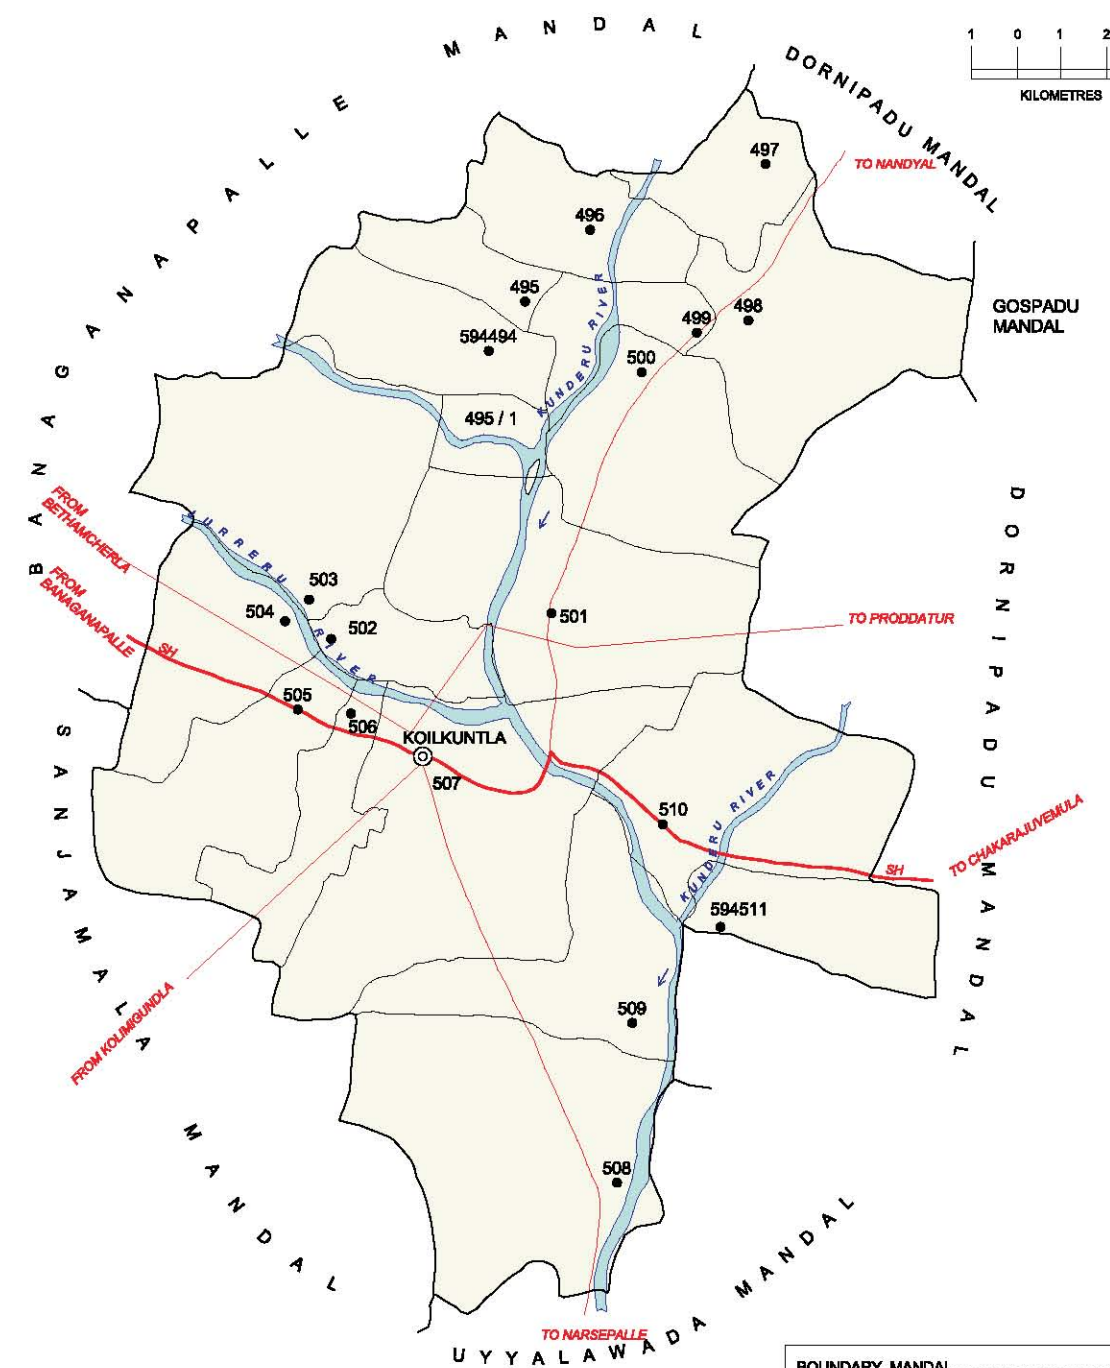 BANAGANAPALLE MANDAL
DORNIPADU MANDAL
1 0 1 2
KILOMETRES
497
TO NANDYAL
496
KUNDERU RIVER
495
499
498
GOSPADU
MANDAL
594494
500
495 / 1
FROM
BETHAMCHERLA
JURRERU RIVER
FROM
BANAGANAPALLE
SH
503
504
502
501
TO PRODDATUR
DORNIPADU MANDAL
505
506
KOILKUNTLA
507
510
KUNDERU RIVER
SH
TO CHAKARAJUVEMULA
594511
SANJAMALA MANDAL
FROM KOLIMIGUNDLA
509
508
TO NARSEPALLE
UYYALAWADA MANDAL
BOUNDARY, MANDAL